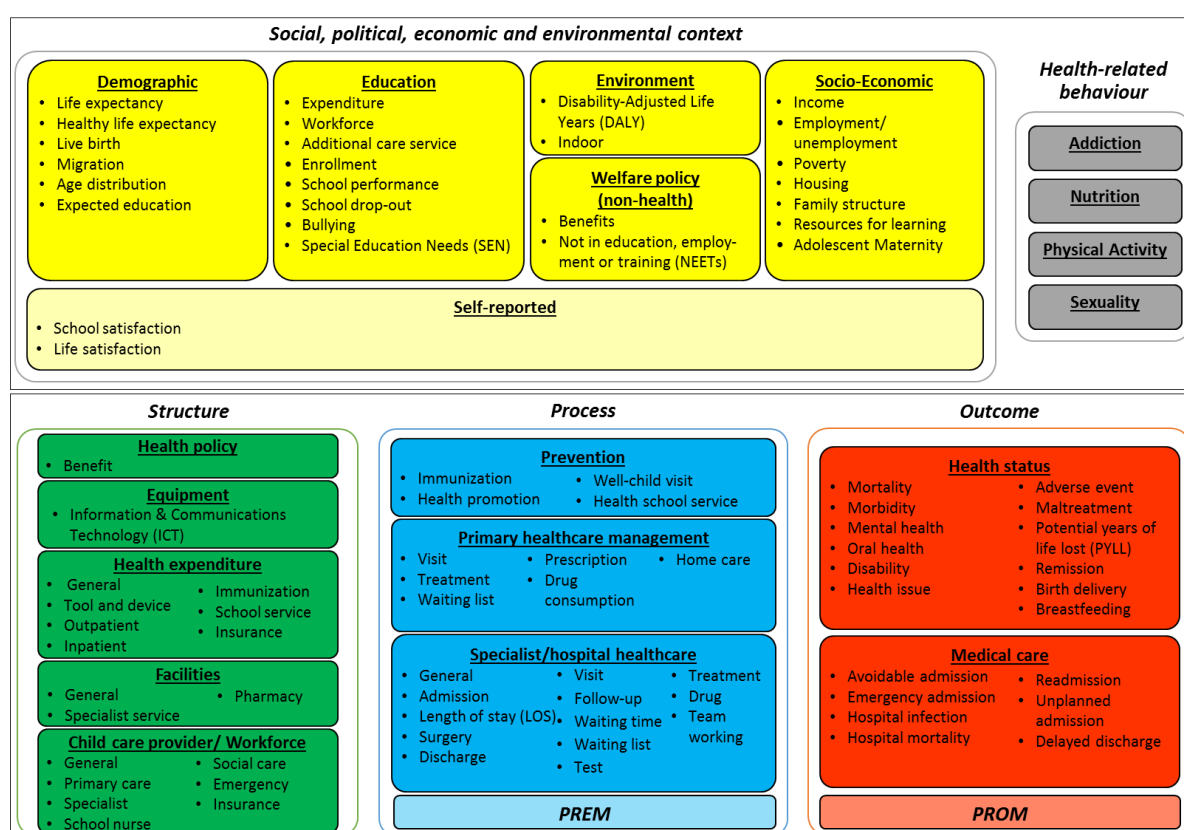 Social, political, economic and environmental context
Demographic
• Life expectancy
• Healthy life expectancy
• Live birth
• Migration
• Age distribution
• Expected education
Education
• Expenditure
• Workforce
• Additional care service
• Enrollment
• School performance
• School drop-out
• Bullying
• Special Education Needs (SEN)
Environment
• Disability-Adjusted Life
Years (DALY)
• Indoor
Welfare policy
(non-health)
• Benefits
• Not in education, employ-
ment or training (NEETs)
Socio-Economic
• Income
• Employment/
unemployment
• Poverty
• Housing
• Family structure
• Resources for learning
• Adolescent Maternity
Self-reported
• School satisfaction
• Life satisfaction
Health-related
behaviour
Addiction
Nutrition
Physical Activity
Sexuality
Structure
Health policy
• Benefit
Equipment
• Information & Communications
Technology (ICT)
Health expenditure
• General
• Tool and device
• Outpatient
• Inpatient
• Immunization
• School service
• Insurance
Facilities
• General
• Specialist service
• Pharmacy
Child care provider/ Workforce
• General
• Primary care
• Specialist
• School nurse
• Social care
• Emergency
• Insurance
Process
Prevention
• Immunization
• Health promotion
• Well-child visit
• Health school service
Primary healthcare management
• Visit
• Treatment
• Waiting list
• Prescription
• Drug
consumption
• Home care
Specialist/hospital healthcare
• General
• Admission
• Length of stay (LOS)
• Surgery
• Discharge
• Visit
• Follow-up
• Waiting time
• Waiting list
• Test
• Treatment
• Drug
• Team
working
PREM
Outcome
Health status
• Mortality
• Morbidity
• Mental health
• Oral health
• Disability
• Health issue
• Adverse event
• Maltreatment
• Potential years of
life lost (PYLL)
• Remission
• Birth delivery
• Breastfeeding
Medical care
• Avoidable admission
• Emergency admission
• Hospital infection
• Hospital mortality
• Readmission
• Unplanned
admission
• Delayed discharge
PROM